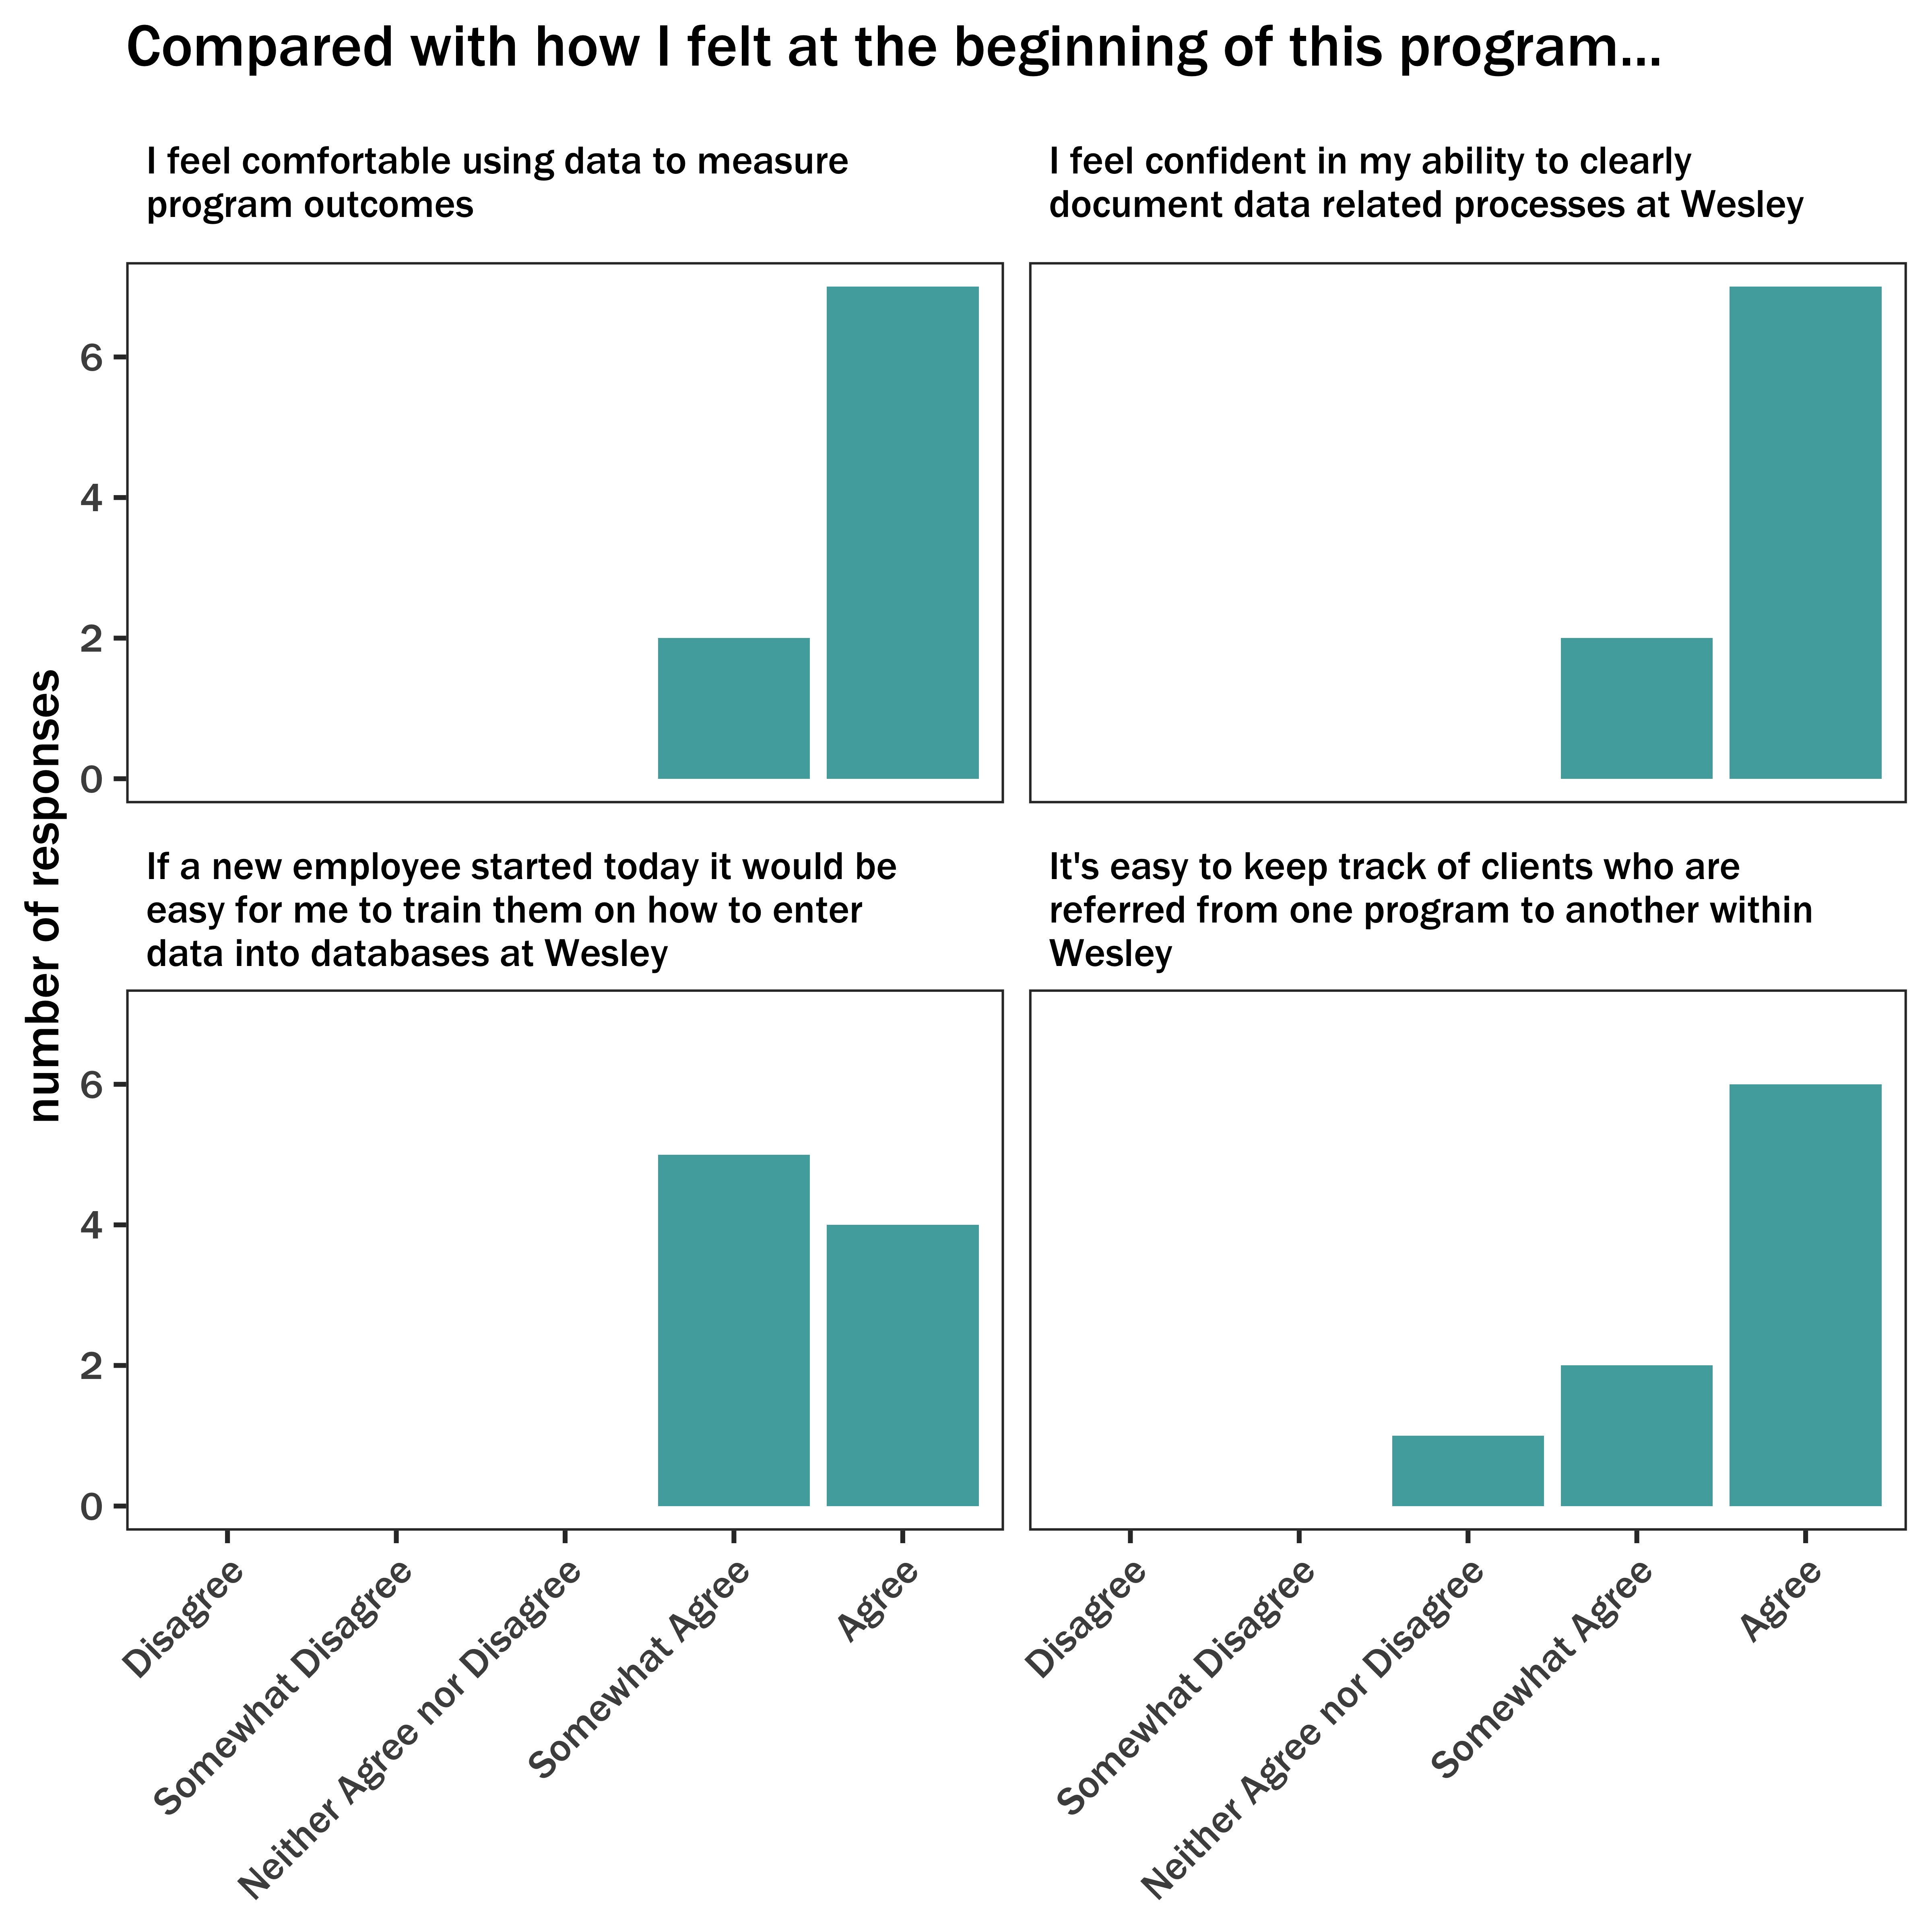 Compared with how I felt at the beginning of this program...
I feel comfortable using data to measure
program outcomes
I feel confident in my ability to clearly
document data related processes at Wesley
6
4
2
0
If a new employee started today it would be
easy for me to train them on how to enter
data into databases at Wesley
It's easy to keep track of clients who are
referred from one program to another within
Wesley
6
4
2
0
number of responses
Disagree
Somewhat Disagree
Neither Agree nor Disagree
Somewhat Agree
Agree
Disagree
Somewhat Disagree
Neither Agree nor Disagree
Somewhat Agree
Agree